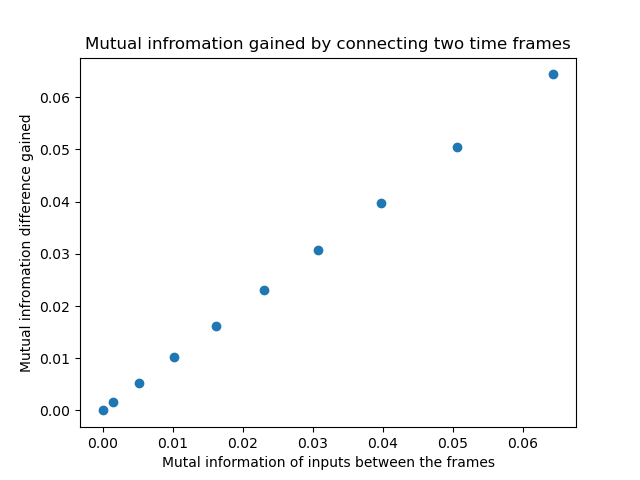 Mutual infromation gained by connecting two time frames
Mutual infromation difference gained
0.06
0.05
0.04
0.03
0.02
0.01
0.00
0.00 0.01 0.02 0.03 0.04 0.05 0.06
Mutal information of inputs between the frames